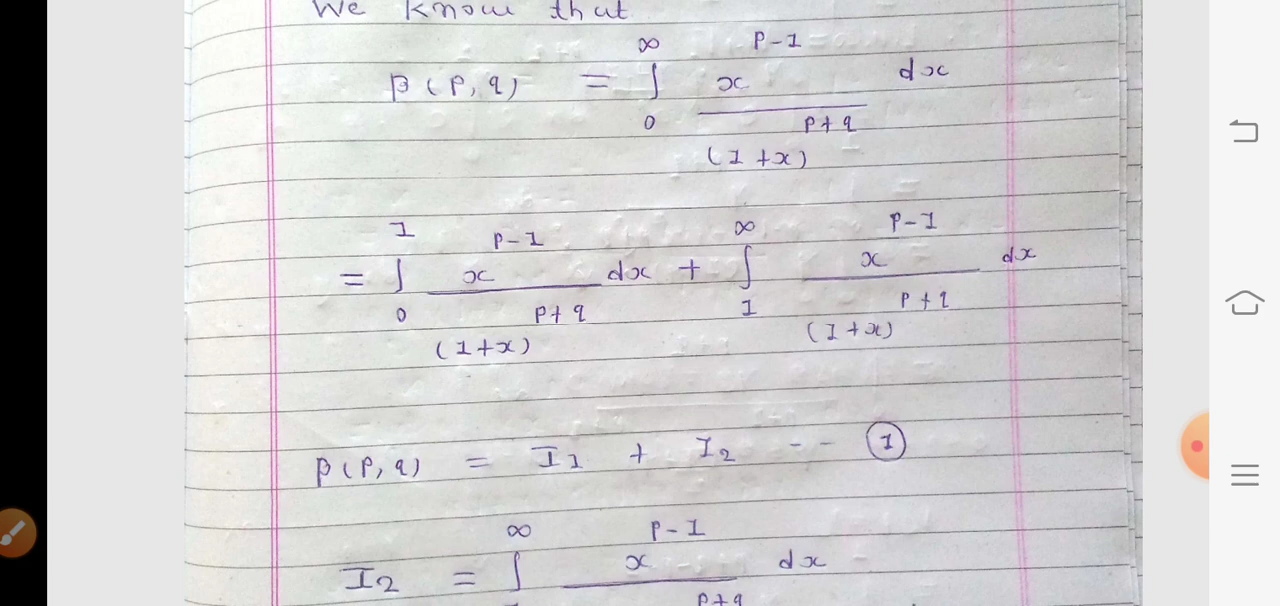 We know that
β(p,q) = ∫₀^∞ x^(p-1) / (1+x)^(p+q) dx
= ∫₀^1 x^(p-1) / (1+x)^(p+q) dx + ∫₁^∞ x^(p-1) / (1+x)^(p+q) dx
β(p,q) = I₁ + I₂ -- ①
I₂ = ∫^∞ x^(p-1) / p+q dx